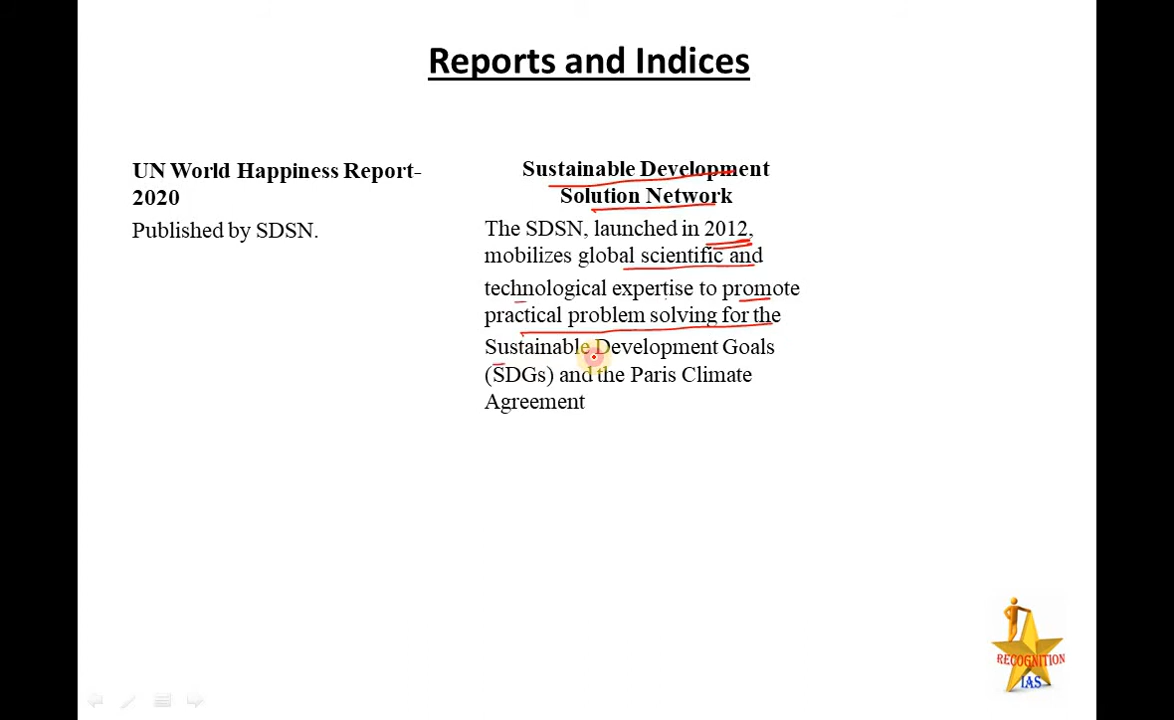 Reports and Indices
UN World Happiness Report-
2020
Published by SDSN.
Sustainable Development
Solution Network
The SDSN, launched in 2012,
mobilizes global scientific and
technological expertise to promote
practical problem solving for the
Sustainable Development Goals
(SDGs) and the Paris Climate
Agreement
RECOGNITION
IAS